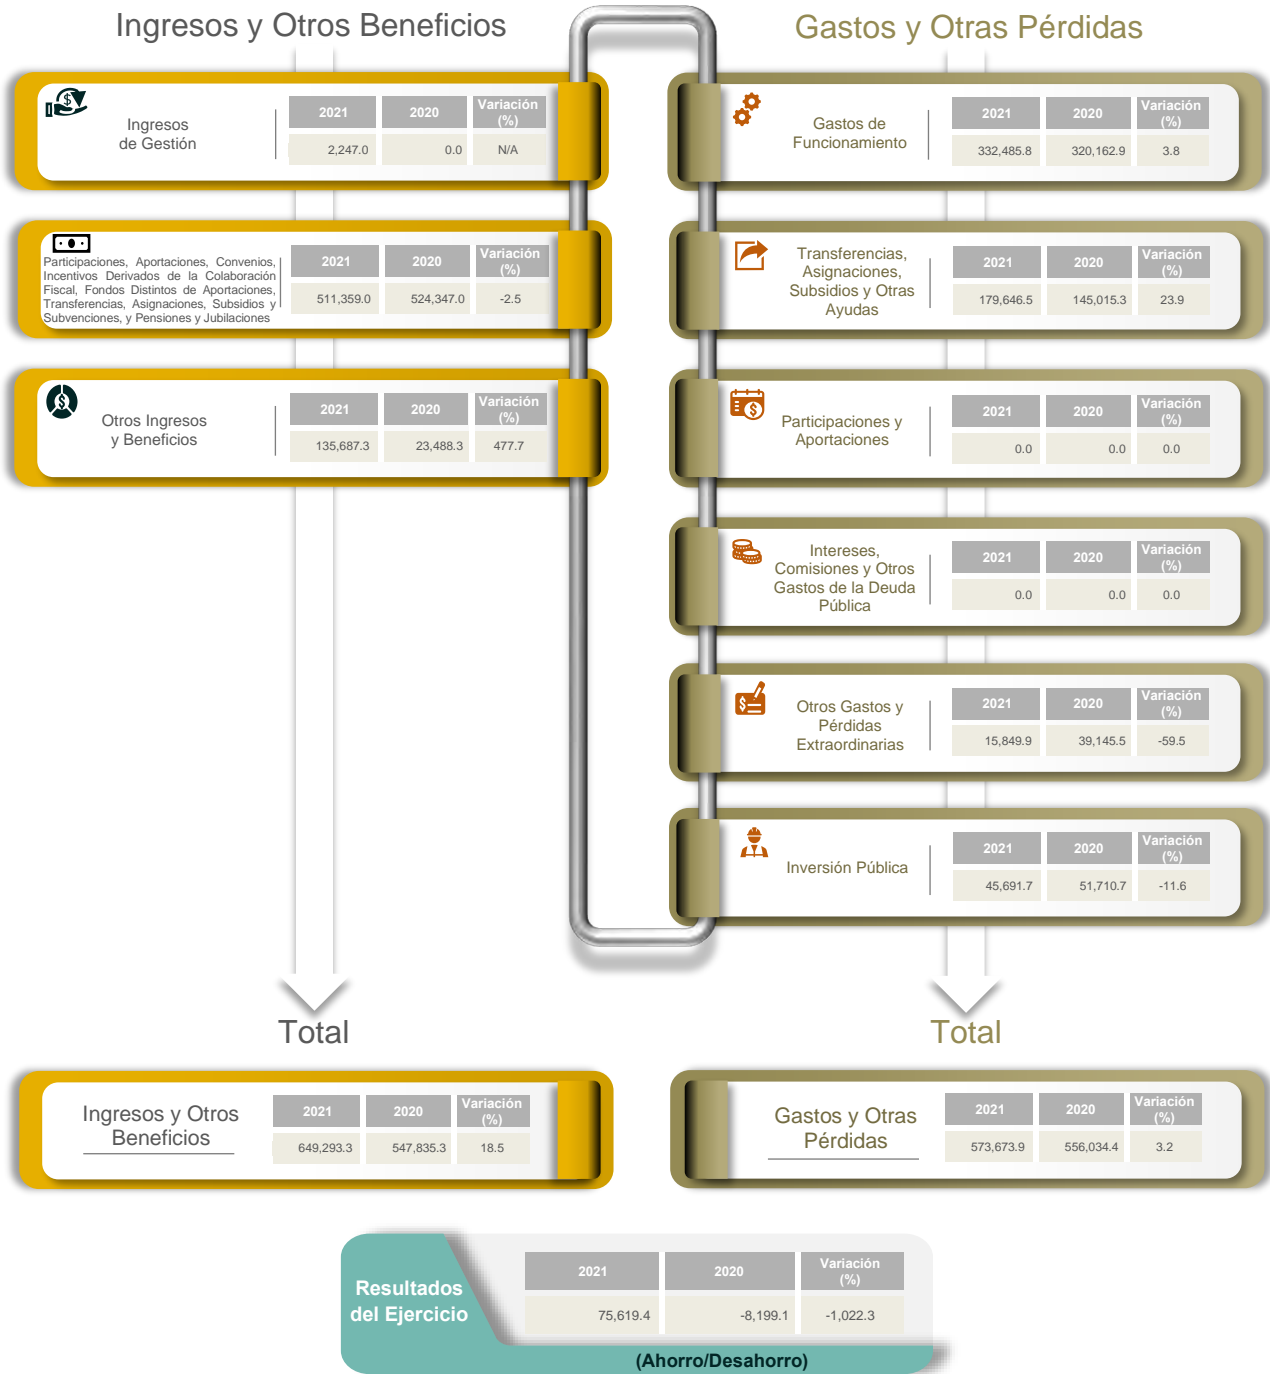 Ingresos y Otros Beneficios
Ingresos
de Gestión
2021 2020 Variación
(%)
2,247.0 0.0 N/A
Participaciones, Aportaciones, Convenios,
Incentivos Derivados de la Colaboración
Fiscal, Fondos Distintos de Aportaciones,
Transferencias, Asignaciones, Subsidios y
Subvenciones, y Pensiones y Jubilaciones
2021 2020 Variación
(%)
511,359.0 524,347.0 -2.5
Otros Ingresos
y Beneficios
2021 2020 Variación
(%)
135,687.3 23,488.3 477.7
Total
Ingresos y Otros
Beneficios
2021 2020 Variación
(%)
649,293.3 547,835.3 18.5
Gastos y Otras Pérdidas
Gastos de
Funcionamiento
2021 2020 Variación
(%)
332,485.8 320,162.9 3.8
Transferencias,
Asignaciones,
Subsidios y Otras
Ayudas
2021 2020 Variación
(%)
179,646.5 145,015.3 23.9
Participaciones y
Aportaciones
2021 2020 Variación
(%)
0.0 0.0 0.0
Intereses,
Comisiones y Otros
Gastos de la Deuda
Pública
2021 2020 Variación
(%)
0.0 0.0 0.0
Otros Gastos y
Pérdidas
Extraordinarias
2021 2020 Variación
(%)
15,849.9 39,145.5 -59.5
Inversión Pública
2021 2020 Variación
(%)
45,691.7 51,710.7 -11.6
Total
Gastos y Otras
Pérdidas
2021 2020 Variación
(%)
573,673.9 556,034.4 3.2
Resultados
del Ejercicio
2021 2020 Variación
(%)
75,619.4 -8,199.1 -1,022.3
(Ahorro/Desahorro)